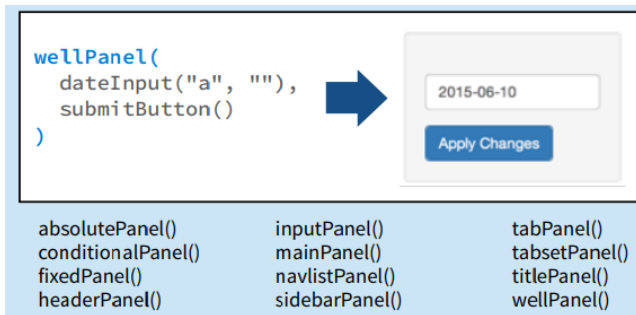 wellPanel(
dateInput("a", ""),
submitButton()
)
2015-06-10
Apply Changes
absolutePanel()
conditionalPanel()
fixedPanel()
headerPanel()
inputPanel()
mainPanel()
navlistPanel()
sidebarPanel()
tabPanel()
tabsetPanel()
titlePanel()
wellPanel()